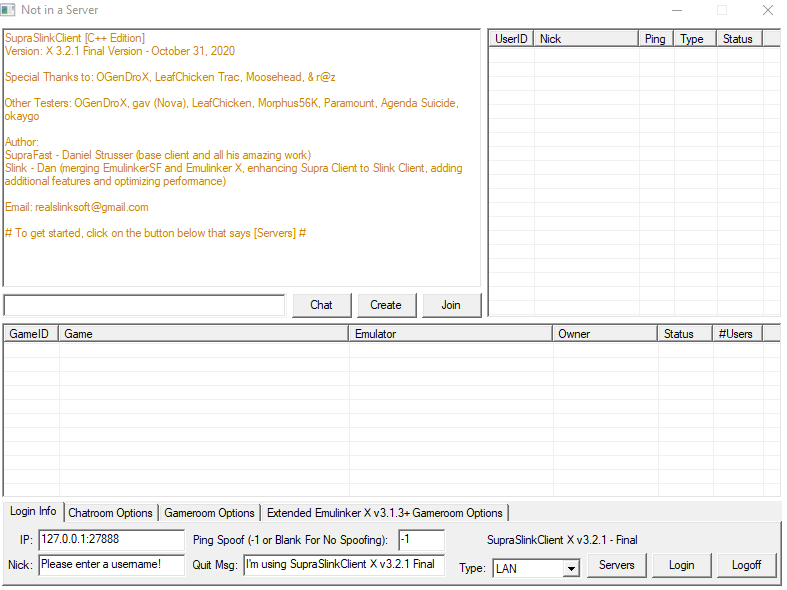 Not in a Server
SupraSlinkClient [C++ Edition]
Version: X 3.2.1 Final Version - October 31, 2020
Special Thanks to: OGenDroX, LeafChicken Trac, Moosehead, & r@z
Other Testers: OGenDroX, gav (Nova), LeafChicken, Morphus56K, Paramount, Agenda Suicide,
okaygo
Author:
SupraFast - Daniel Strusser (base client and all his amazing work)
Slink - Dan (merging EmulinkerSF and Emulinker X, enhancing Supra Client to Slink Client, adding
additional features and optimizing performance)
Email: realslinksoft@gmail.com
# To get started, click on the button below that says [Servers] #
UserID Nick Ping Type Status
Chat Create Join
GameID Game Emulator Owner Status #Users
Login Info Chatroom Options Gameroom Options Extended Emulinker X v3.1.3+ Gameroom Options
IP: 127.0.0.1:27888 Ping Spoof (-1 or Blank For No Spoofing): -1 SupraSlinkClient X v3.2.1 - Final
Nick: Please enter a username! Quit Msg: I'm using SupraSlinkClient X v3.2.1 Final Type: LAN Servers Login Logoff